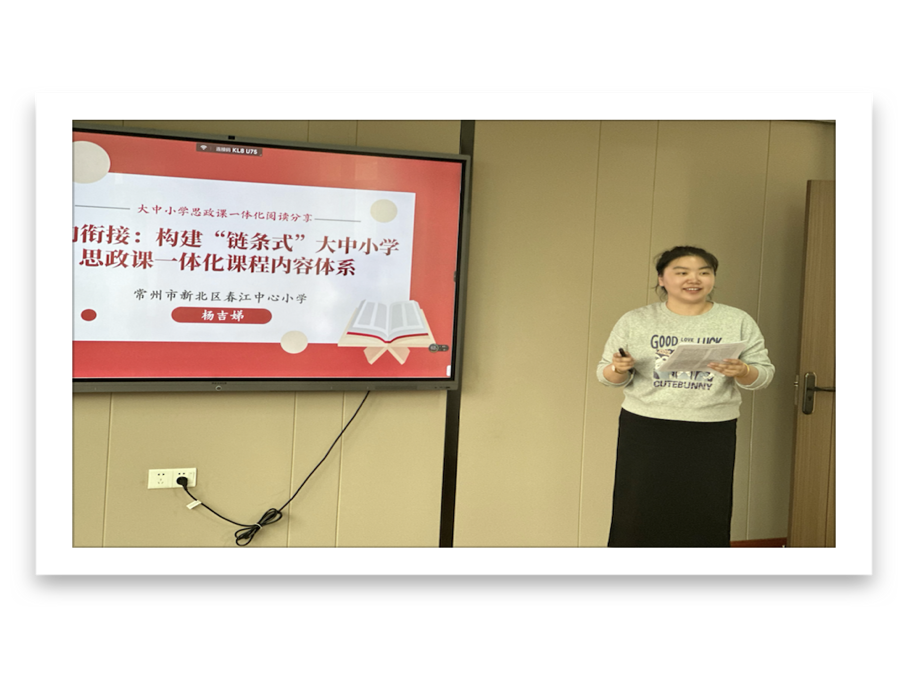 KLB U75
大中小学思政课一体化阅读分享
衔接：构建“链条式”大中小学
思政课一体化课程内容体系
常州市新北区春江中心小学
杨吉娣
GOOD LUCK
CUTEBUNNY